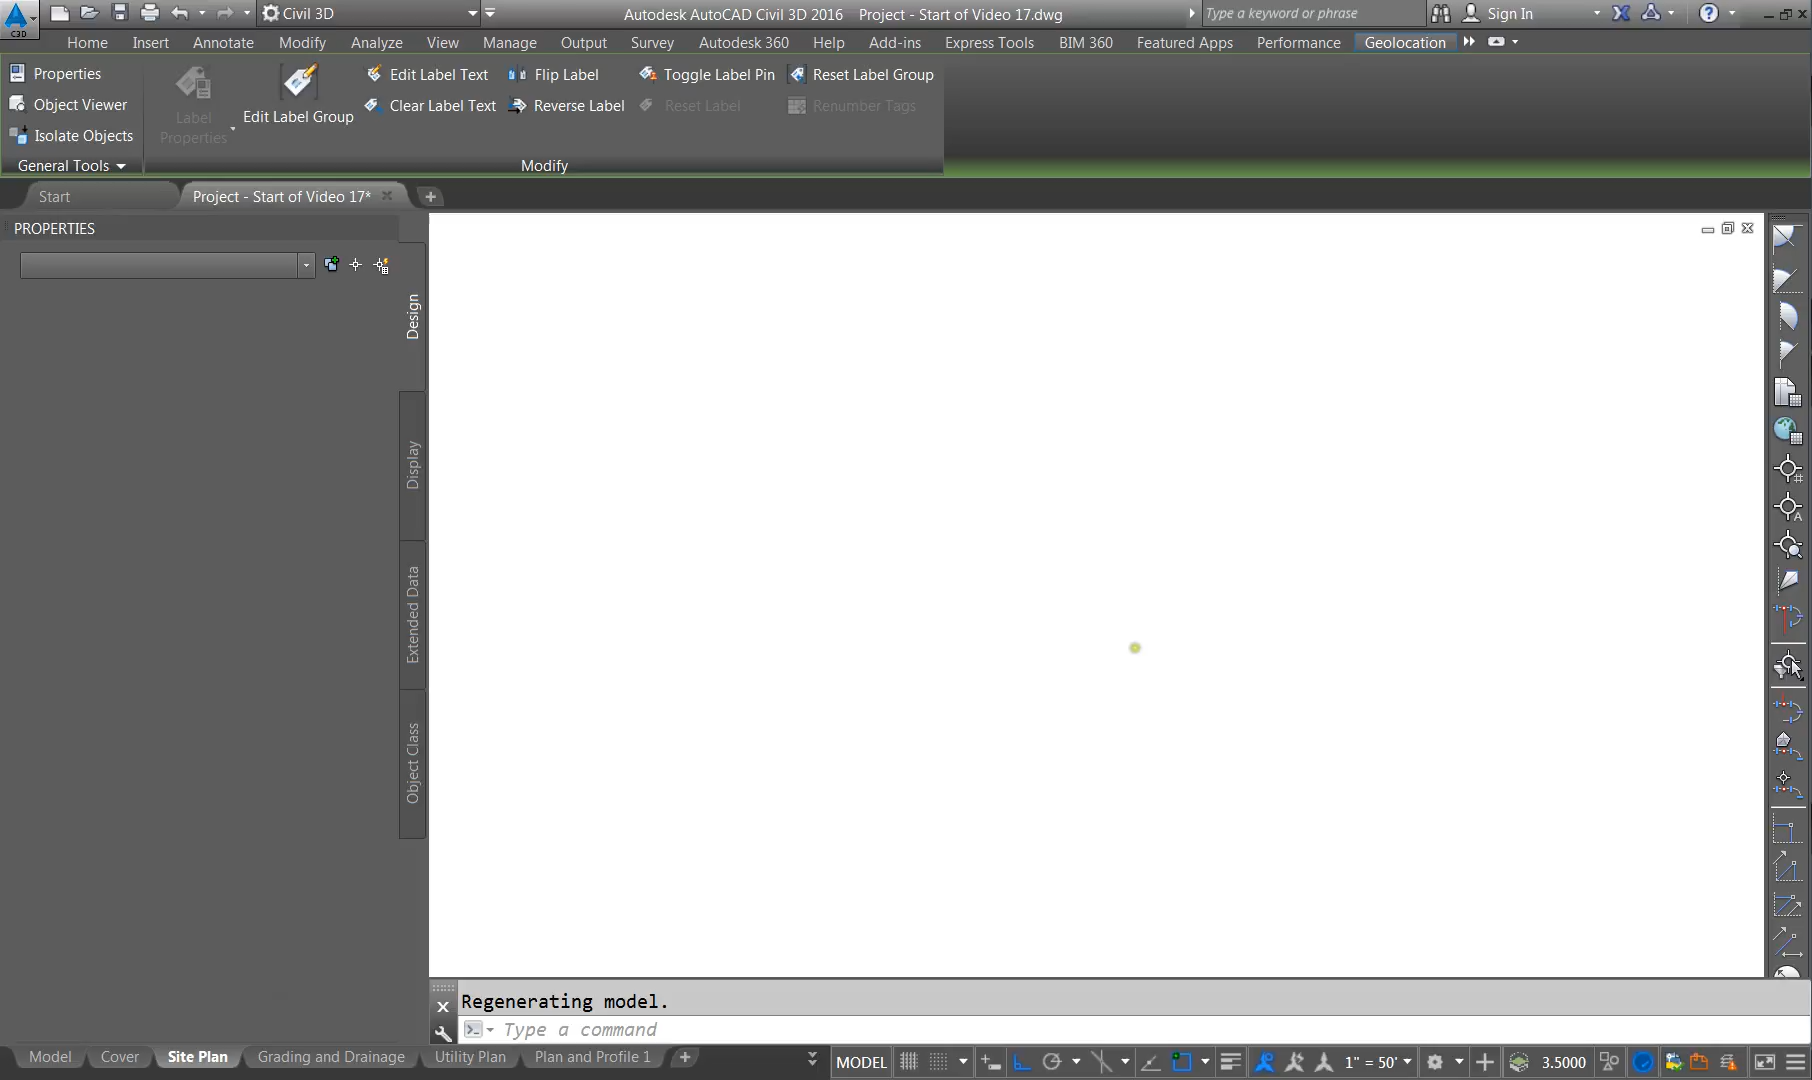 C3D
Civil 3D
Autodesk AutoCAD Civil 3D 2016 Project - Start of Video 17.dwg
Type a keyword or phrase
Sign In
Home Insert Annotate Modify Analyze View Manage Output Survey Autodesk 360 Help Add-ins Express Tools BIM 360 Featured Apps Performance Geolocation
Properties
Object Viewer
Isolate Objects
General Tools
Label
Properties
Edit Label Group
Edit Label Text Flip Label Toggle Label Pin Reset Label Group
Clear Label Text Reverse Label Reset Label Renumber Tags
Modify
Start
Project - Start of Video 17*
PROPERTIES
Design
Display
Extended Data
Object Class
Regenerating model.
Type a command
Model Cover Site Plan Grading and Drainage Utility Plan Plan and Profile 1
MODEL 1" = 50' 3.5000